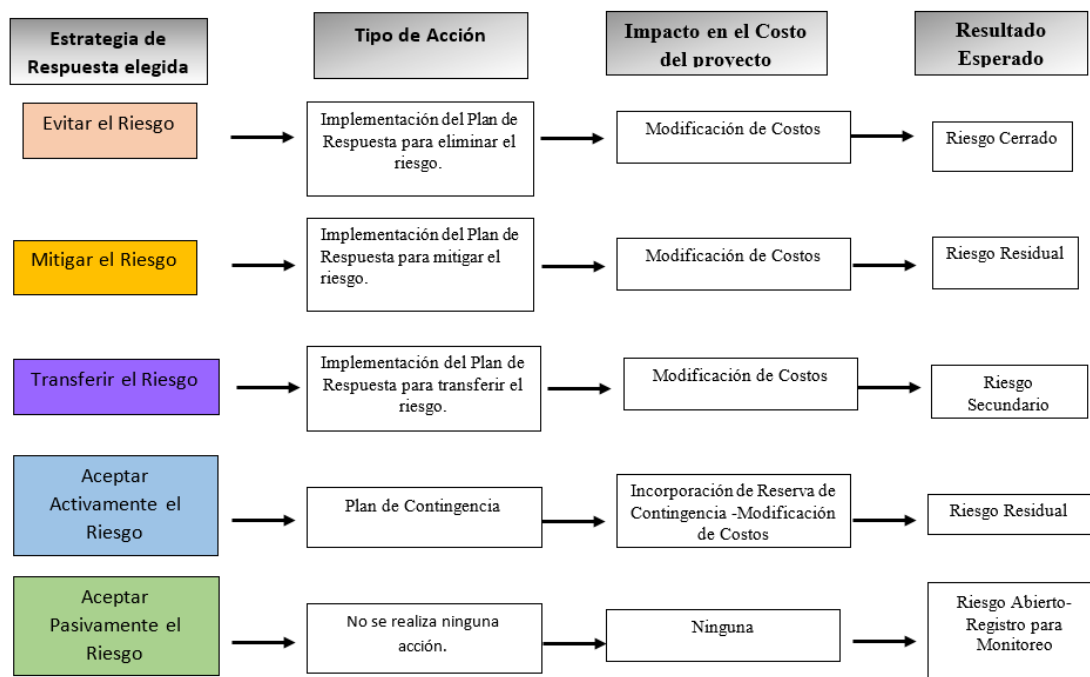 Estrategia de
Respuesta elegida
Tipo de Acción
Impacto en el Costo
del proyecto
Resultado
Esperado
Evitar el Riesgo
Implementación del Plan de
Respuesta para eliminar el
riesgo.
Modificación de Costos
Riesgo Cerrado
Mitigar el Riesgo
Implementación del Plan de
Respuesta para mitigar el
riesgo.
Modificación de Costos
Riesgo Residual
Transferir el Riesgo
Implementación del Plan de
Respuesta para transferir el
riesgo.
Modificación de Costos
Riesgo
Secundario
Aceptar
Activamente el
Riesgo
Plan de Contingencia
Incorporación de Reserva de
Contingencia -Modificación
de Costos
Riesgo Residual
Aceptar
Pasivamente el
Riesgo
No se realiza ninguna
acción.
Ninguna
Riesgo Abierto-
Registro para
Monitoreo